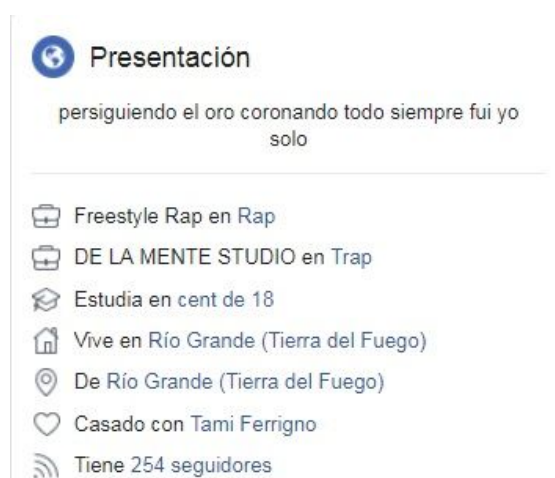 Presentación
persiguiendo el oro coronando todo siempre fui yo
solo
Freestyle Rap en Rap
DE LA MENTE STUDIO en Trap
Estudia en cent de 18
Vive en Río Grande (Tierra del Fuego)
De Río Grande (Tierra del Fuego)
Casado con Tami Ferrigno
Tiene 254 seguidores